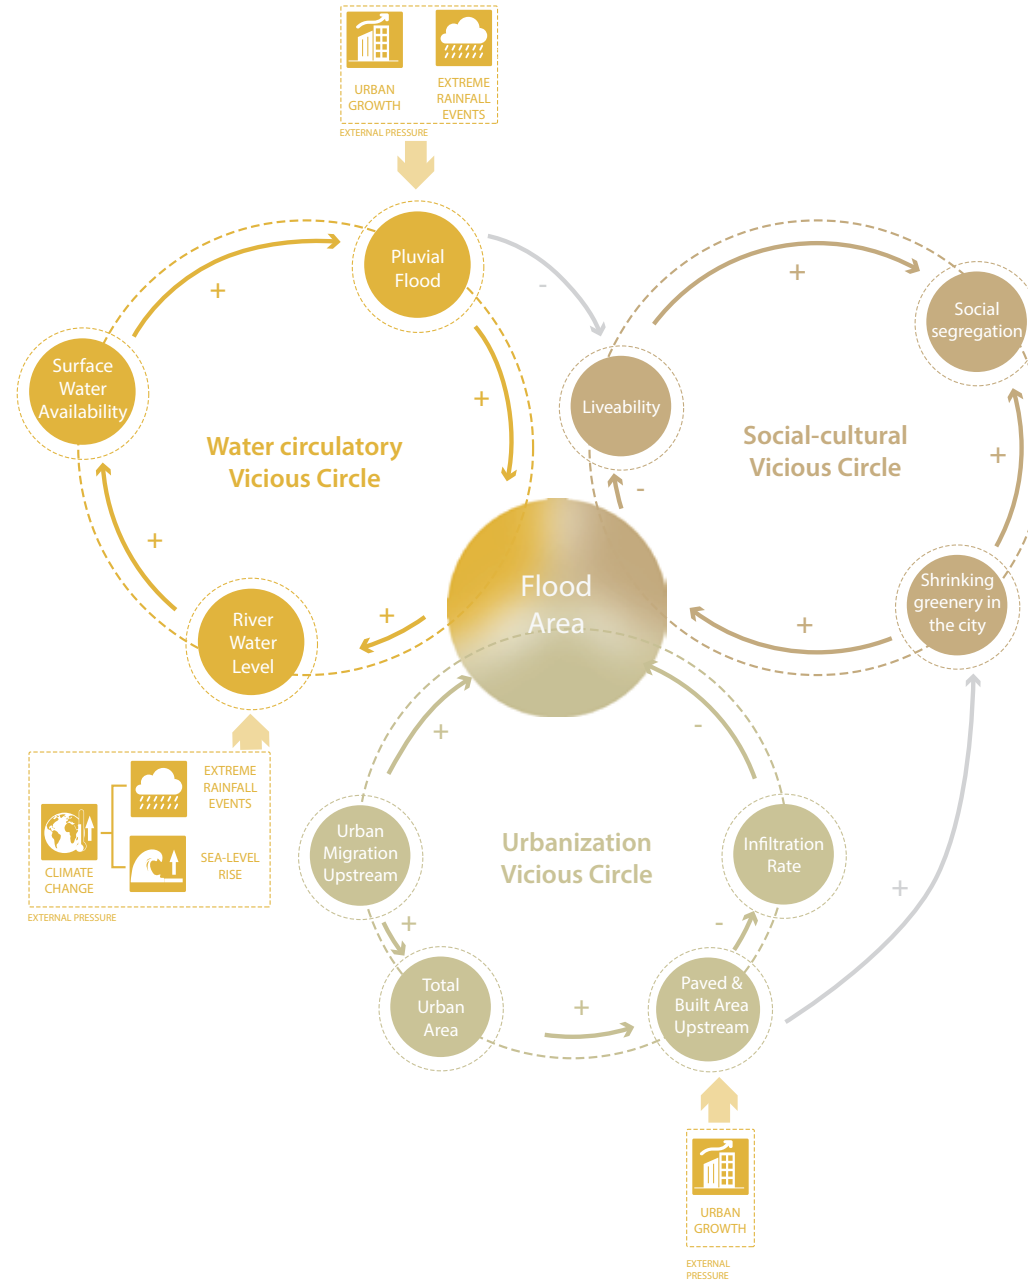 URBAN
GROWTH
EXTREME
RAINFALL
EVENTS
EXTERNAL PRESSURE
Pluvial
Flood
+
-
+
Social
segregation
Surface
Water
Availability
+
Liveability
+
Water circulatory
Vicious Circle
Social-cultural
Vicious Circle
+
-
+
Flood
Area
Shrinking
greenery in
the city
River
Water
Level
+
+
+
-
EXTREME
RAINFALL
EVENTS
SEA-LEVEL
RISE
CLIMATE
CHANGE
EXTERNAL PRESSURE
Urban
Migration
Upstream
Urbanization
Vicious Circle
Infiltration
Rate
+
+
-
Total
Urban
Area
+
Paved &
Built Area
Upstream
URBAN
GROWTH
EXTERNAL
PRESSURE